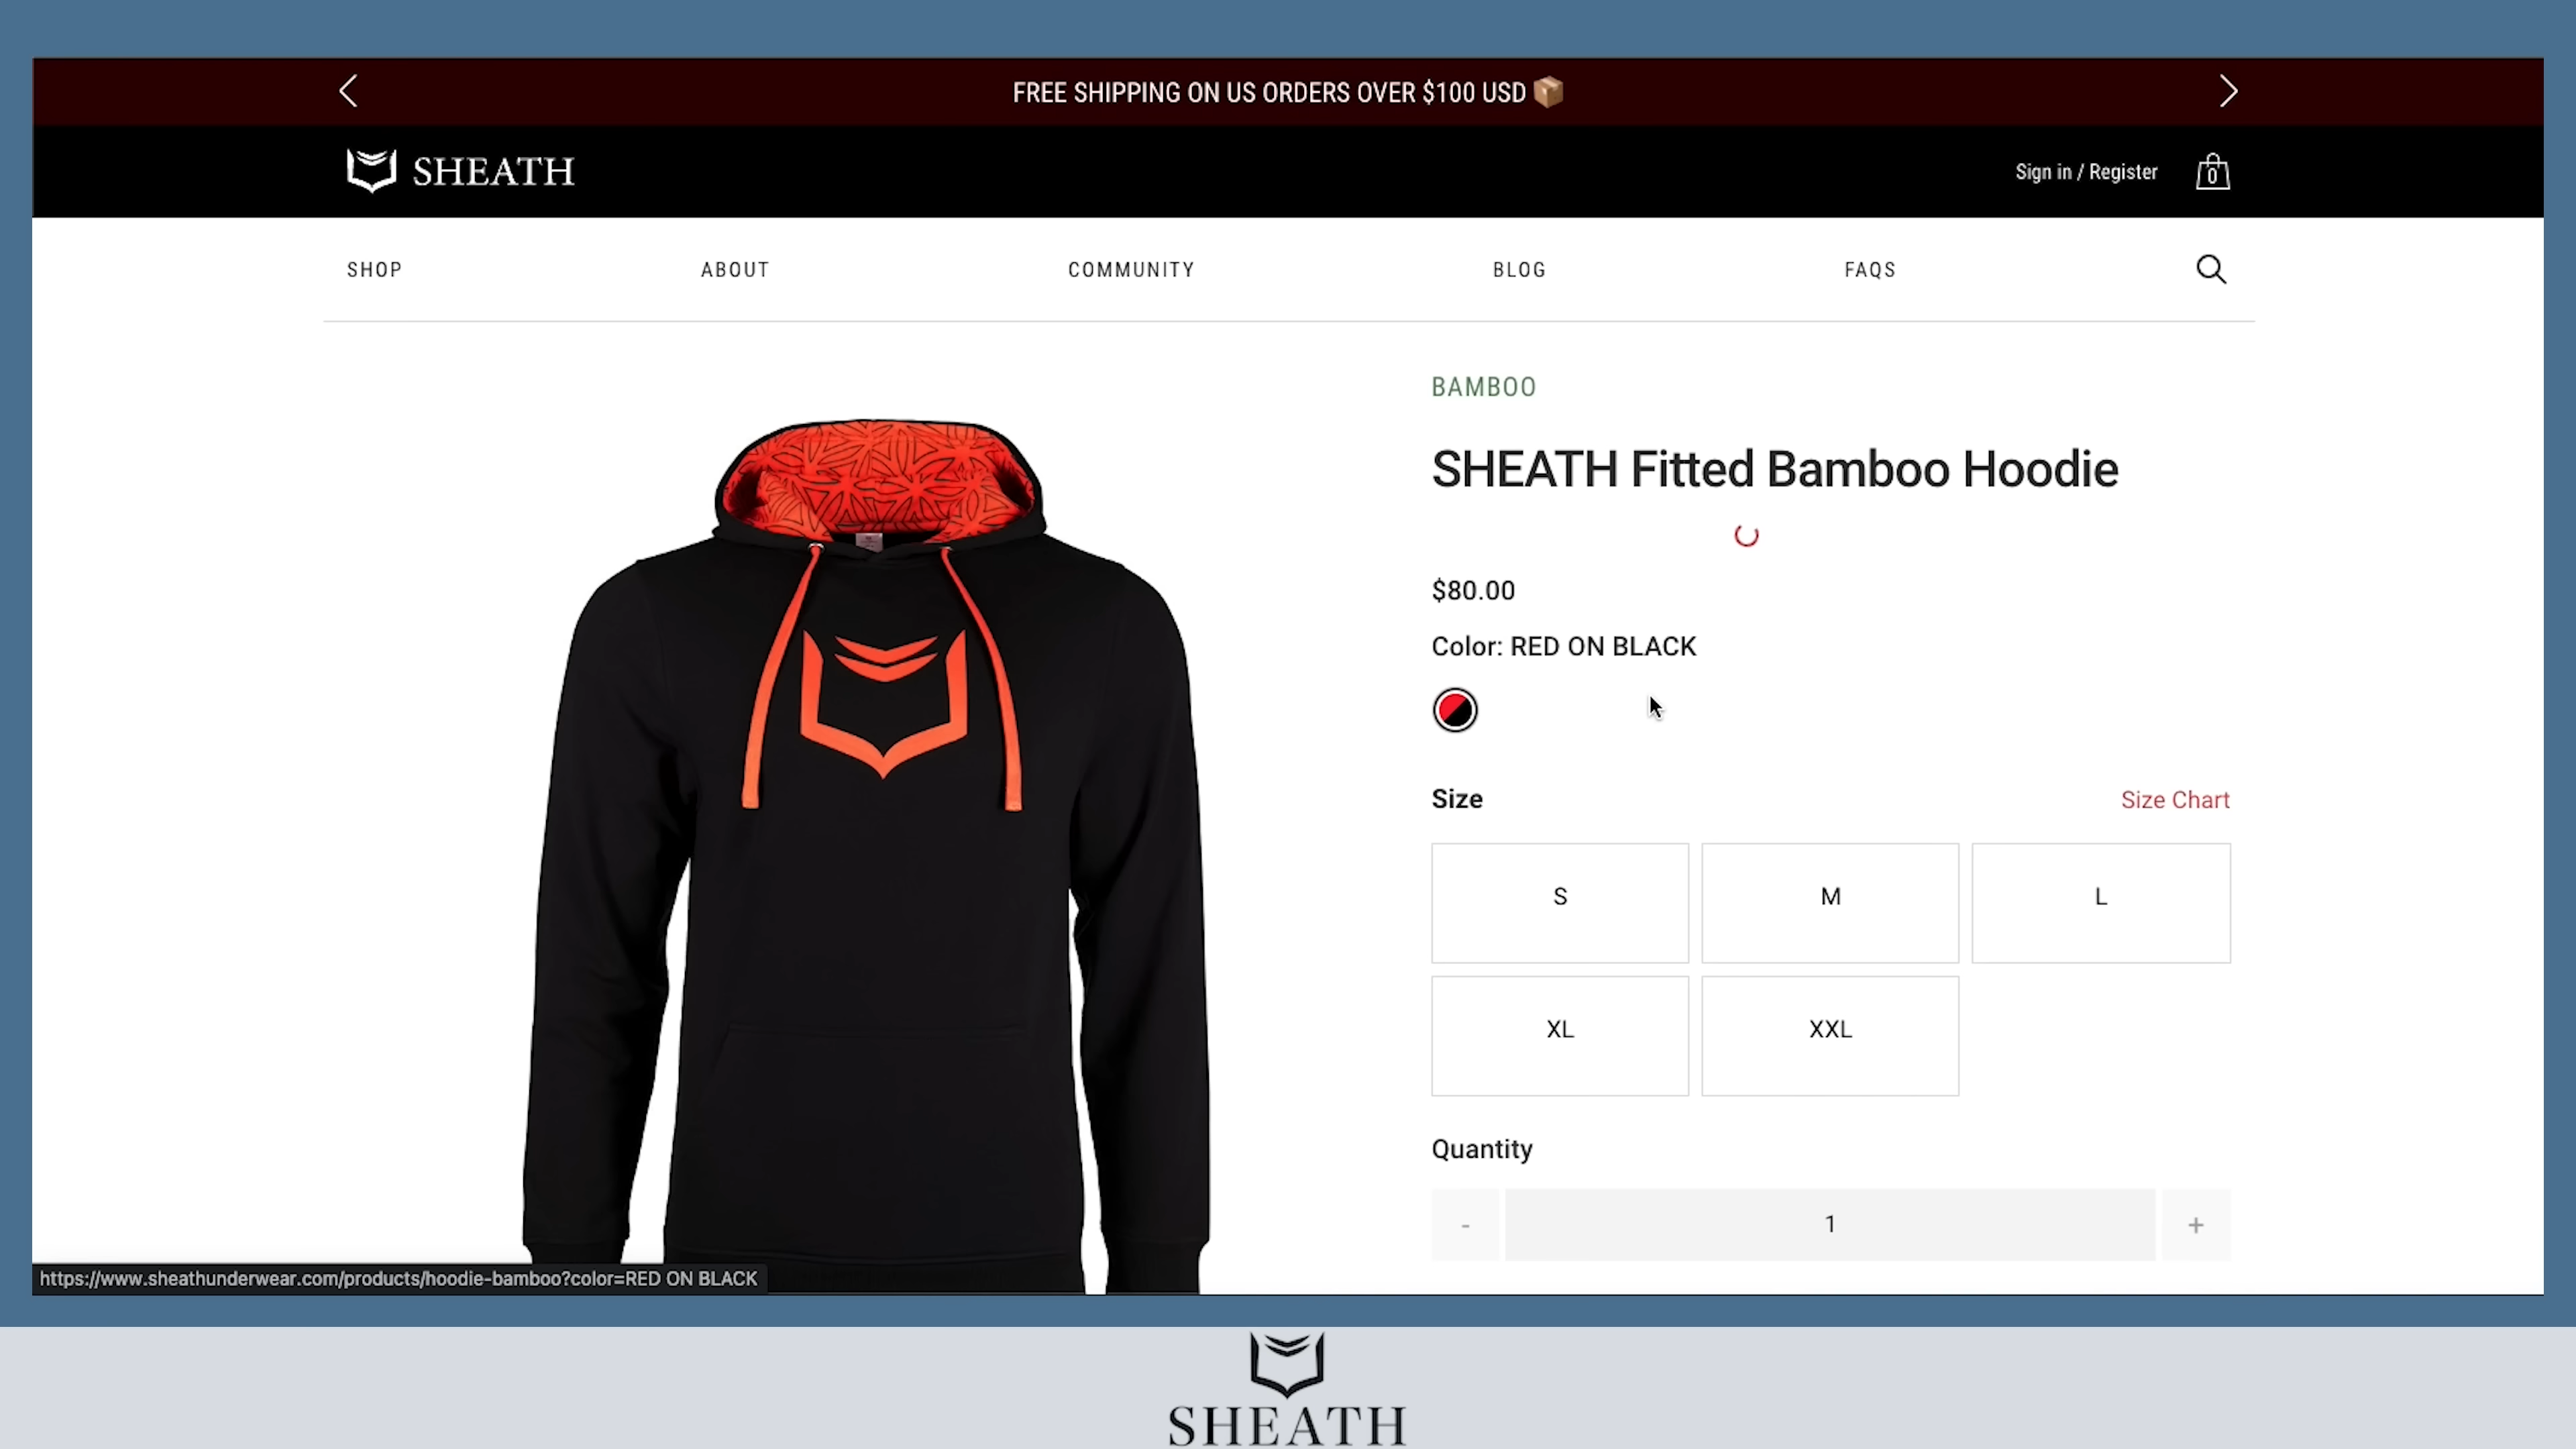 FREE SHIPPING ON US ORDERS OVER $100 USD
SHEATH
Sign in / Register
0
SHOP
ABOUT
COMMUNITY
BLOG
FAQS
BAMBOO
SHEATH Fitted Bamboo Hoodie
$80.00
Color: RED ON BLACK
Size
Size Chart
S
M
L
XL
XXL
Quantity
-
1
+
https://www.sheathunderwear.com/products/hoodie-bamboo?color=RED ON BLACK
SHEATH